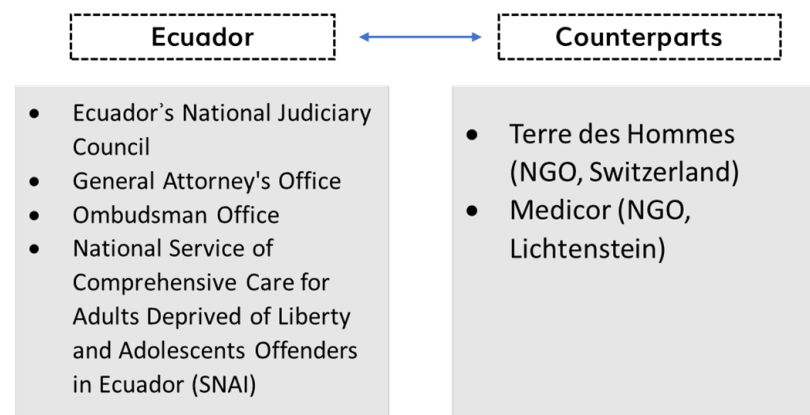 Ecuador
Counterparts
• Ecuador’s National Judiciary
Council
• General Attorney's Office
• Ombudsman Office
• National Service of
Comprehensive Care for
Adults Deprived of Liberty
and Adolescents Offenders
in Ecuador (SNAI)
• Terre des Hommes
(NGO, Switzerland)
• Medicor (NGO,
Lichtenstein)